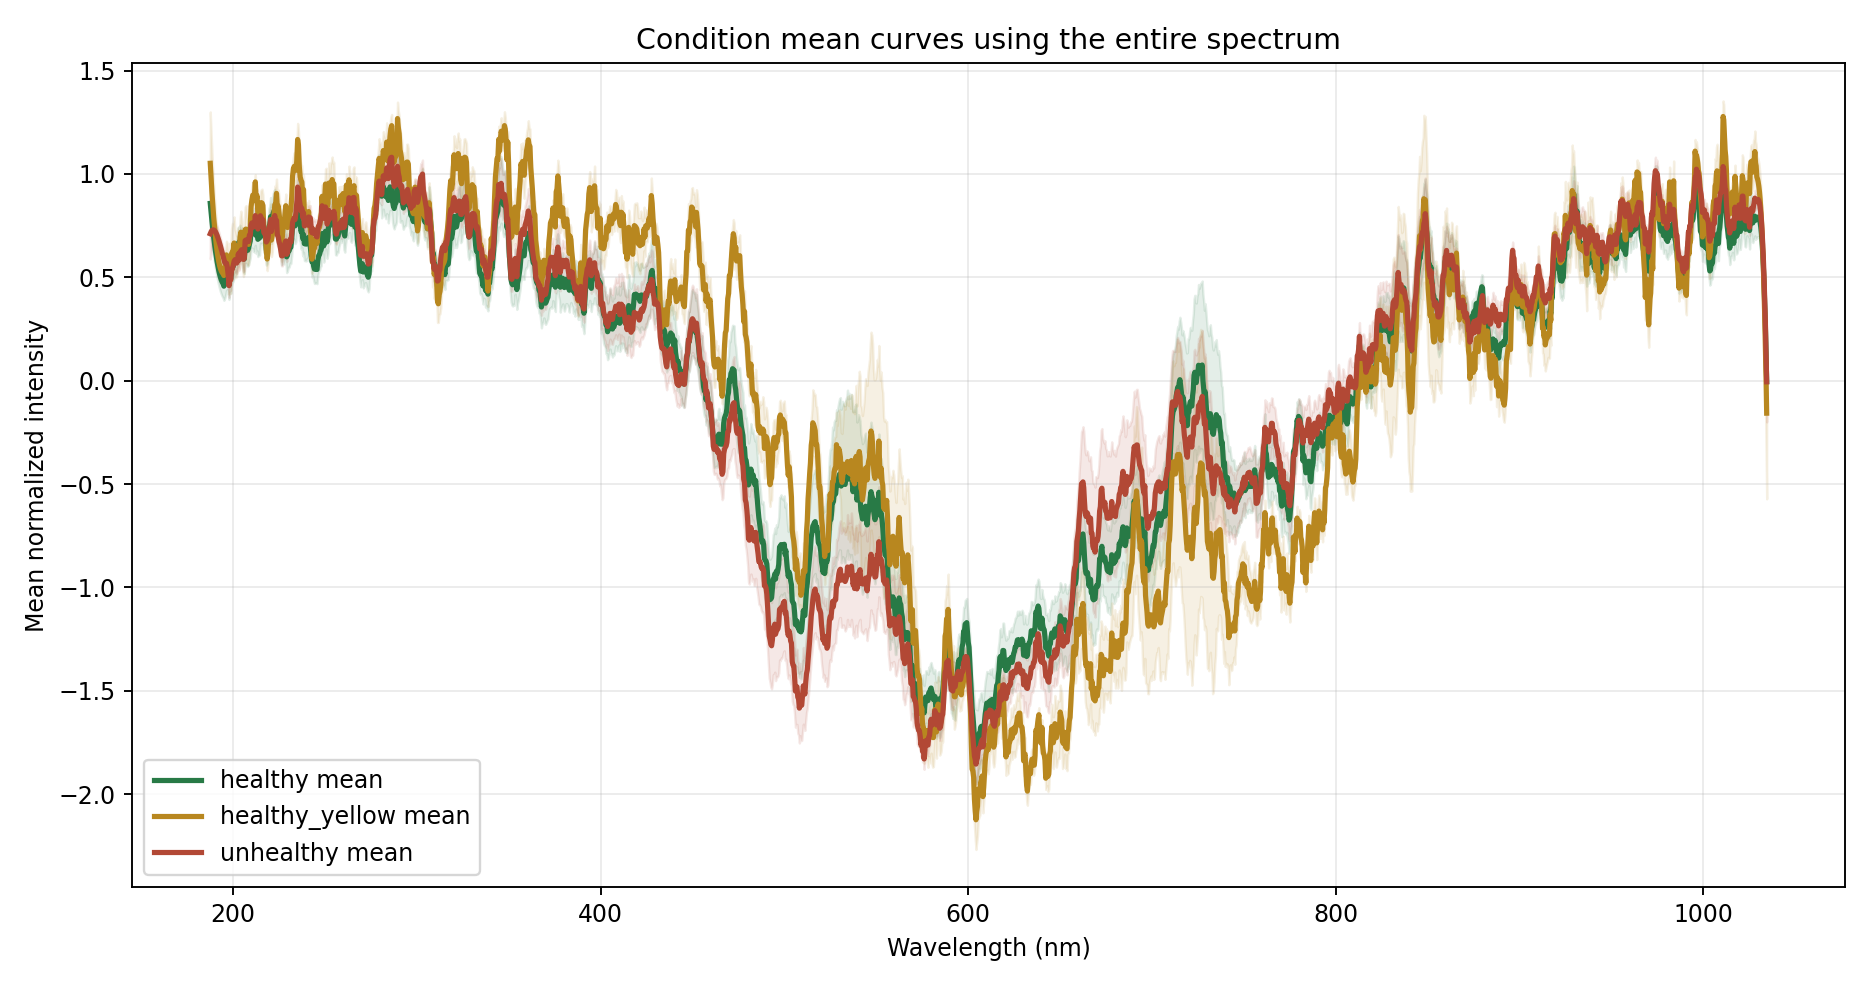 Condition mean curves using the entire spectrum
1.5
1.0
0.5
0.0
−0.5
−1.0
−1.5
−2.0
Mean normalized intensity
healthy mean
healthy_yellow mean
unhealthy mean
200
400
600
800
1000
Wavelength (nm)